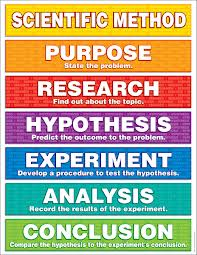 SCIENTIFIC METHOD
PURPOSE
State the problem.
RESEARCH
Find out about the topic.
HYPOTHESIS
Predict the outcome to the problem.
EXPERIMENT
Develop a procedure to test the hypothesis.
ANALYSIS
Record the results of the experiment.
CONCLUSION
Compare the hypothesis to the experiment's conclusion.